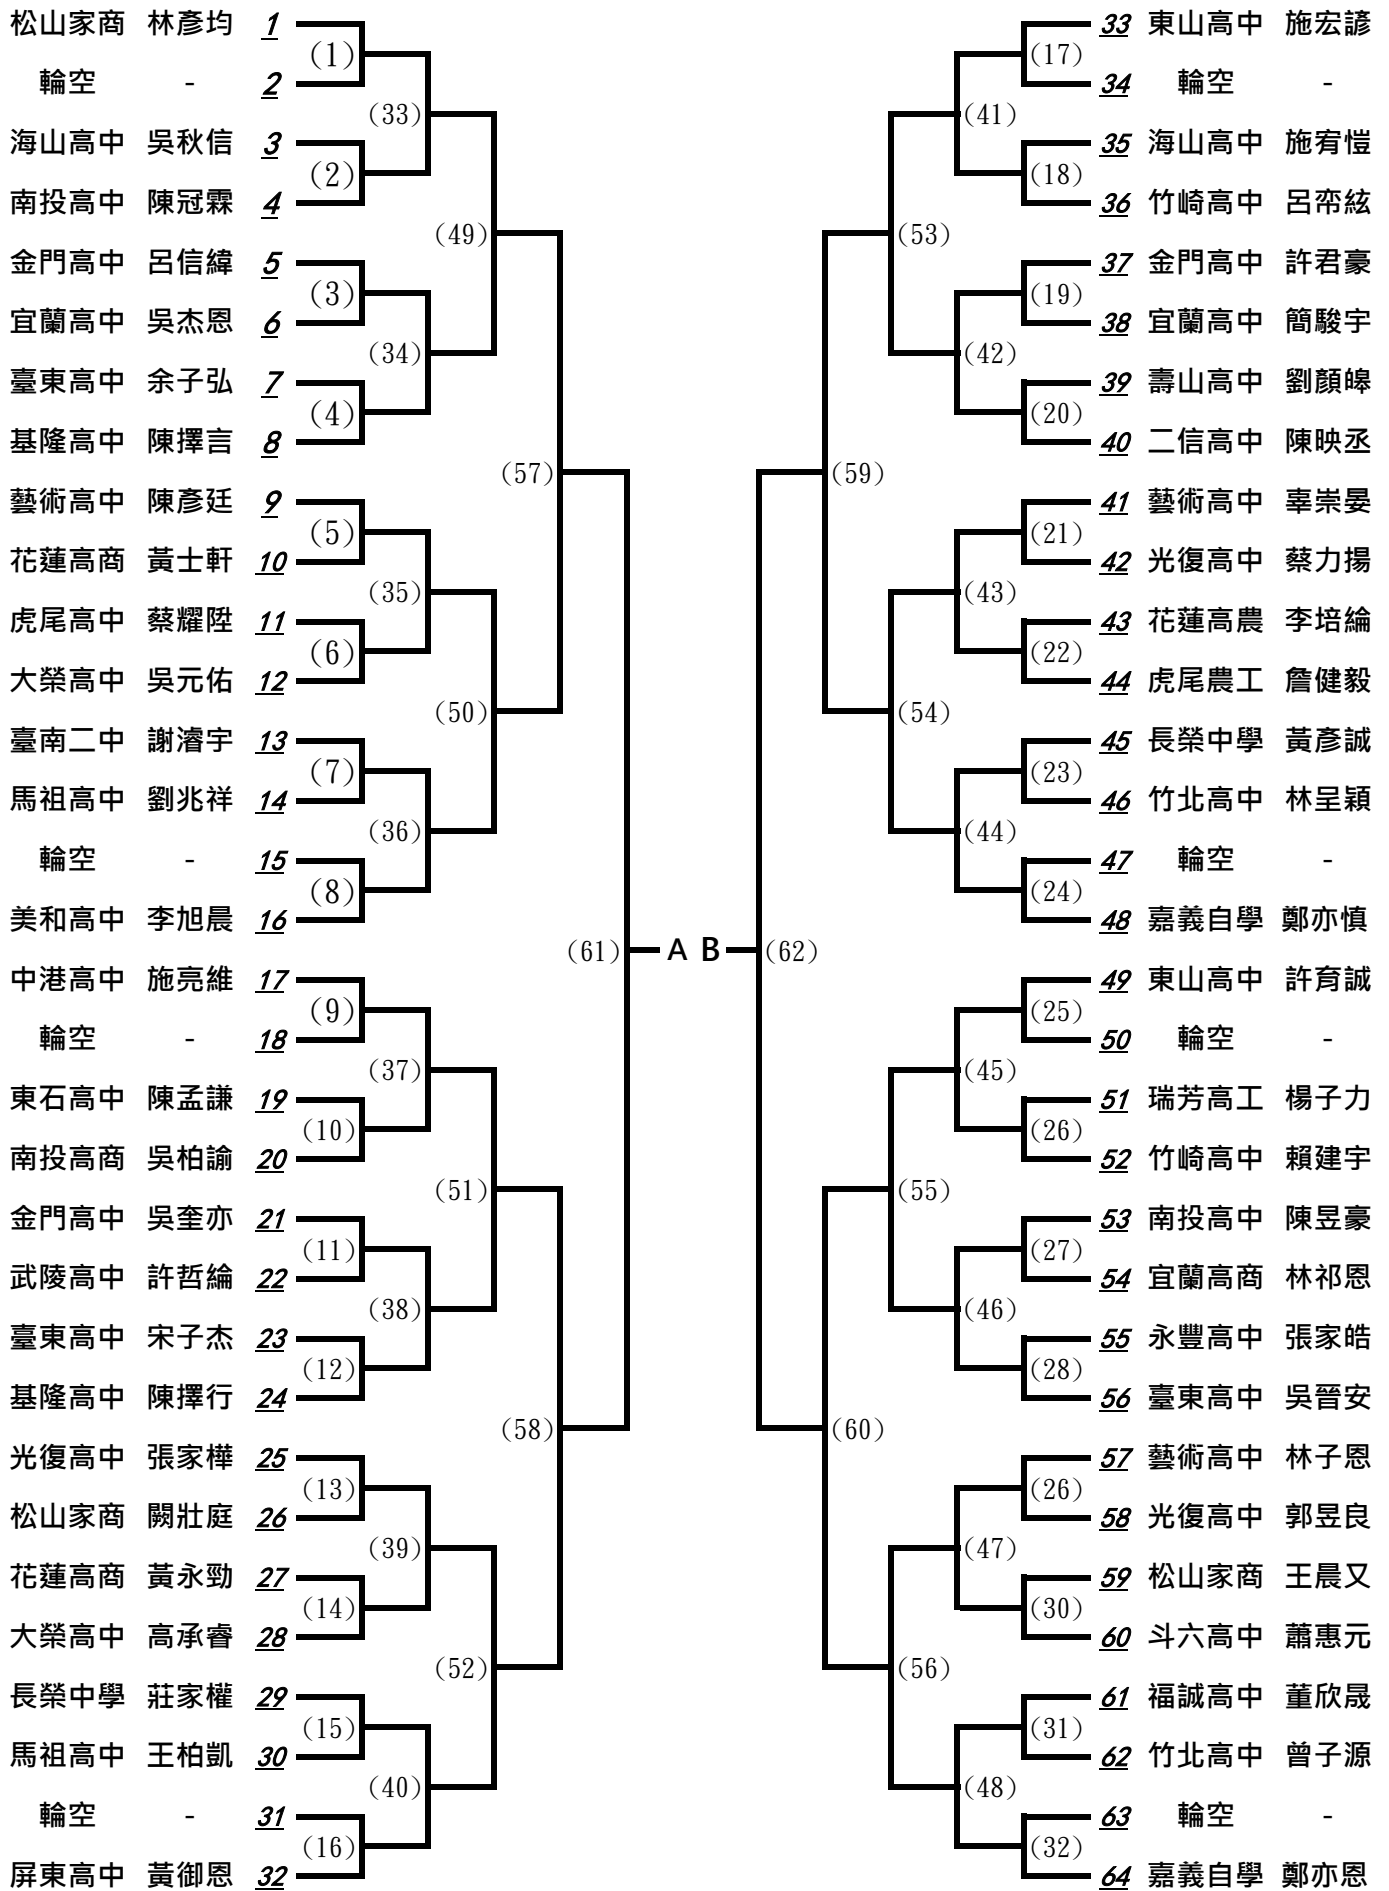 松山家商 林彥均 1
(1)
輪空 - 2
(33)
海山高中 吳秋信 3
(2)
南投高中 陳冠霖 4
(49)
金門高中 呂信緯 5
(3)
宜蘭高中 吳杰恩 6
(34)
臺東高中 余子弘 7
(4)
基隆高中 陳擇言 8
(57)
藝術高中 陳彥廷 9
(5)
花蓮高商 黃士軒 10
(35)
虎尾高中 蔡耀陞 11
(6)
大榮高中 吳元佑 12
(50)
臺南二中 謝濬宇 13
(7)
馬祖高中 劉兆祥 14
(36)
輪空 - 15
(8)
美和高中 李旭晨 16
(61) A
中港高中 施亮維 17
(9)
輪空 - 18
(37)
東石高中 陳孟謙 19
(10)
南投高商 吳柏諭 20
(51)
金門高中 吳奎亦 21
(11)
武陵高中 許哲綸 22
(38)
臺東高中 宋子杰 23
(12)
基隆高中 陳擇行 24
(58)
光復高中 張家樺 25
(13)
松山家商 闕壯庭 26
(39)
花蓮高商 黃永勁 27
(14)
大榮高中 高承睿 28
(52)
長榮中學 莊家權 29
(15)
馬祖高中 王柏凱 30
(40)
輪空 - 31
(16)
屏東高中 黃御恩 32
33 東山高中 施宏諺
(17)
34 輪空 -
(41)
35 海山高中 施宥愷
(18)
36 竹崎高中 呂帟絃
(53)
37 金門高中 許君豪
(19)
38 宜蘭高中 簡駿宇
(42)
39 壽山高中 劉顏皞
(20)
40 二信高中 陳映丞
(59)
41 藝術高中 辜崇晏
(21)
42 光復高中 蔡力揚
(43)
43 花蓮高農 李培綸
(22)
44 虎尾農工 詹健毅
(54)
45 長榮中學 黃彥誠
(23)
46 竹北高中 林呈穎
(44)
47 輪空 -
(24)
48 嘉義自學 鄭亦慎
B (62)
49 東山高中 許育誠
(25)
50 輪空 -
(45)
51 瑞芳高工 楊子力
(26)
52 竹崎高中 賴建宇
(55)
53 南投高中 陳昱豪
(27)
54 宜蘭高商 林祁恩
(46)
55 永豐高中 張家皓
(28)
56 臺東高中 吳晉安
(60)
57 藝術高中 林子恩
(26)
58 光復高中 郭昱良
(47)
59 松山家商 王晨又
(30)
60 斗六高中 蕭惠元
(56)
61 福誠高中 董欣晟
(31)
62 竹北高中 曾子源
(48)
63 輪空 -
(32)
64 嘉義自學 鄭亦恩